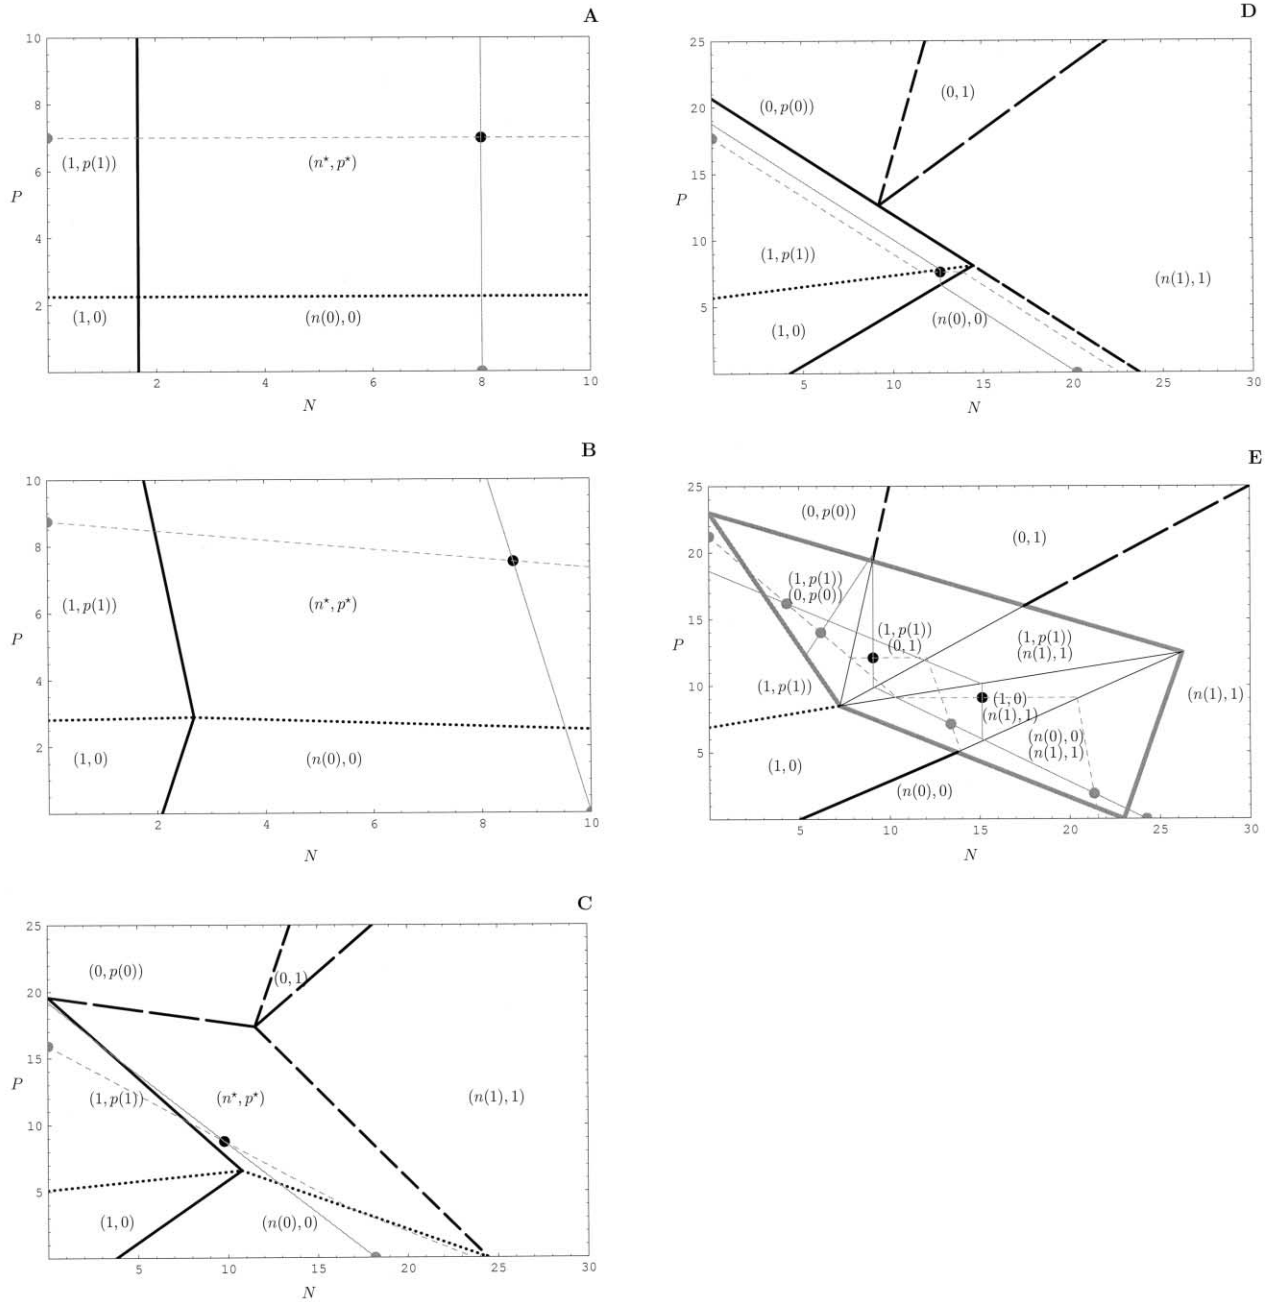 A
10
8
6
4
2
P
(1, p(1))
(n⋆, p⋆)
(1, 0)
(n(0), 0)
2
4
6
8
10
N
B
10
8
6
4
2
P
(1, p(1))
(n⋆, p⋆)
(1, 0)
(n(0), 0)
2
4
6
8
10
N
C
25
20
15
10
5
P
(0, p(0))
(0, 1)
(1, p(1))
(n⋆, p⋆)
(n(1), 1)
(1, 0)
(n(0), 0)
5
10
15
20
25
30
N
D
25
20
15
10
5
P
(0, p(0))
(0, 1)
(1, p(1))
(n(1), 1)
(1, 0)
(n(0), 0)
5
10
15
20
25
30
N
E
25
20
15
10
5
P
(0, p(0))
(0, 1)
(1, p(1))
(0, p(0))
(1, p(1))
(0, 1)
(1, p(1))
(n(1), 1)
(1, p(1))
(n(1), 1)
(1, 0)
(n(1), 1)
(n(0), 0)
(n(1), 1)
(1, 0)
(n(0), 0)
5
10
15
20
25
30
N